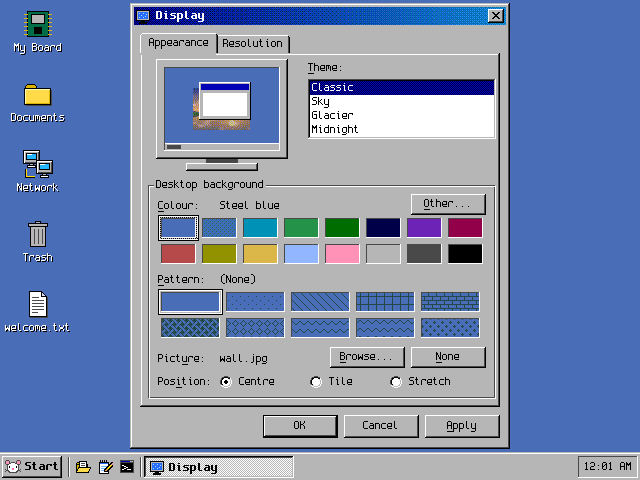 Display
My Board
Documents
Network
Trash
welcome.txt
Appearance
Resolution
Theme:
Classic
Sky
Glacier
Midnight
Desktop background
Colour: Steel blue
Other...
Pattern: (None)
Picture: wall.jpg
Browse...
None
Position:
Centre
Tile
Stretch
OK
Cancel
Apply
Start
Display
12:01 AM